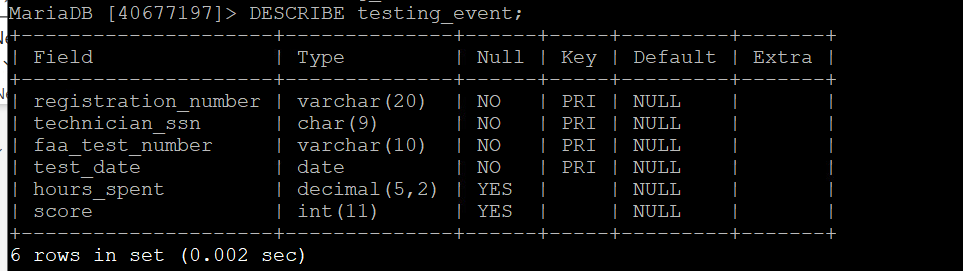 MariaDB [40677197]> DESCRIBE testing_event;
+---------------------+--------------+------+-----+---------+-------+
| Field               | Type         | Null | Key | Default | Extra |
+---------------------+--------------+------+-----+---------+-------+
| registration_number | varchar(20)  | NO   | PRI | NULL    |       |
| technician_ssn      | char(9)      | NO   | PRI | NULL    |       |
| faa_test_number     | varchar(10)  | NO   | PRI | NULL    |       |
| test_date           | date         | NO   | PRI | NULL    |       |
| hours_spent         | decimal(5,2) | YES  |     | NULL    |       |
| score               | int(11)      | YES  |     | NULL    |       |
+---------------------+--------------+------+-----+---------+-------+
6 rows in set (0.002 sec)